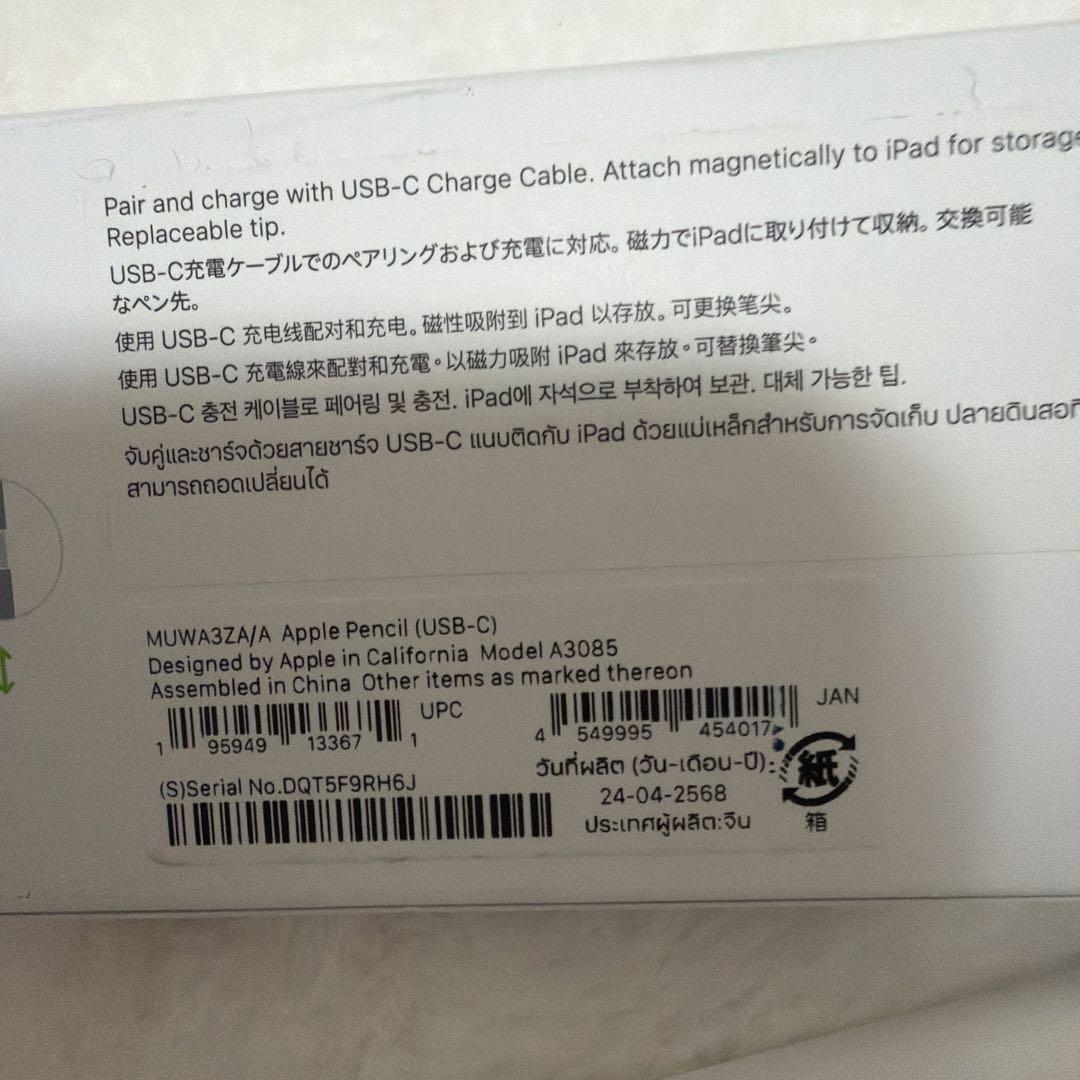 Pair and charge with USB-C Charge Cable. Attach magnetically to iPad for storage
Replaceable tip.
USB-C充電ケーブルでのペアリングおよび充電に対応。磁力でiPadに取り付けて収納。交換可能
なペン先。
使用 USB-C 充电线配对和充电。磁性吸附到 iPad 以存放。可更换笔尖。
使用 USB-C 充電線來配對和充電。以磁力吸附 iPad 來存放。可替換筆尖。
USB-C 충전 케이블로 페어링 및 충전. iPad에 자석으로 부착하여 보관. 대체 가능한 팁.
จับคู่และชาร์จด้วยสายชาร์จ USB-C แนบติดกับ iPad ด้วยแม่เหล็กสำหรับการจัดเก็บ ปลายดินสอที่
สามารถถอดเปลี่ยนได้
MUWA3ZA/A Apple Pencil (USB-C)
Designed by Apple in California Model A3085
Assembled in China Other items as marked thereon
UPC
1 95949 13367 1
JAN
4 549995 454017
(S)Serial No.DQT5F9RH6J
วันที่ผลิต (วัน-เดือน-ปี):
24-04-2568
ประเทศผู้ผลิต:จีน
紙
箱